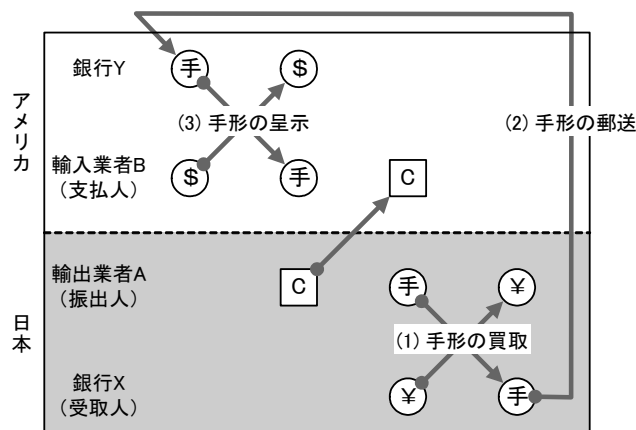 アメリカ
銀行Y
手
$
(3) 手形の呈示
(2) 手形の郵送
輸入業者B
(支払人)
$
手
C
日本
輸出業者A
(振出人)
C
手
¥
(1) 手形の買取
銀行X
(受取人)
¥
手